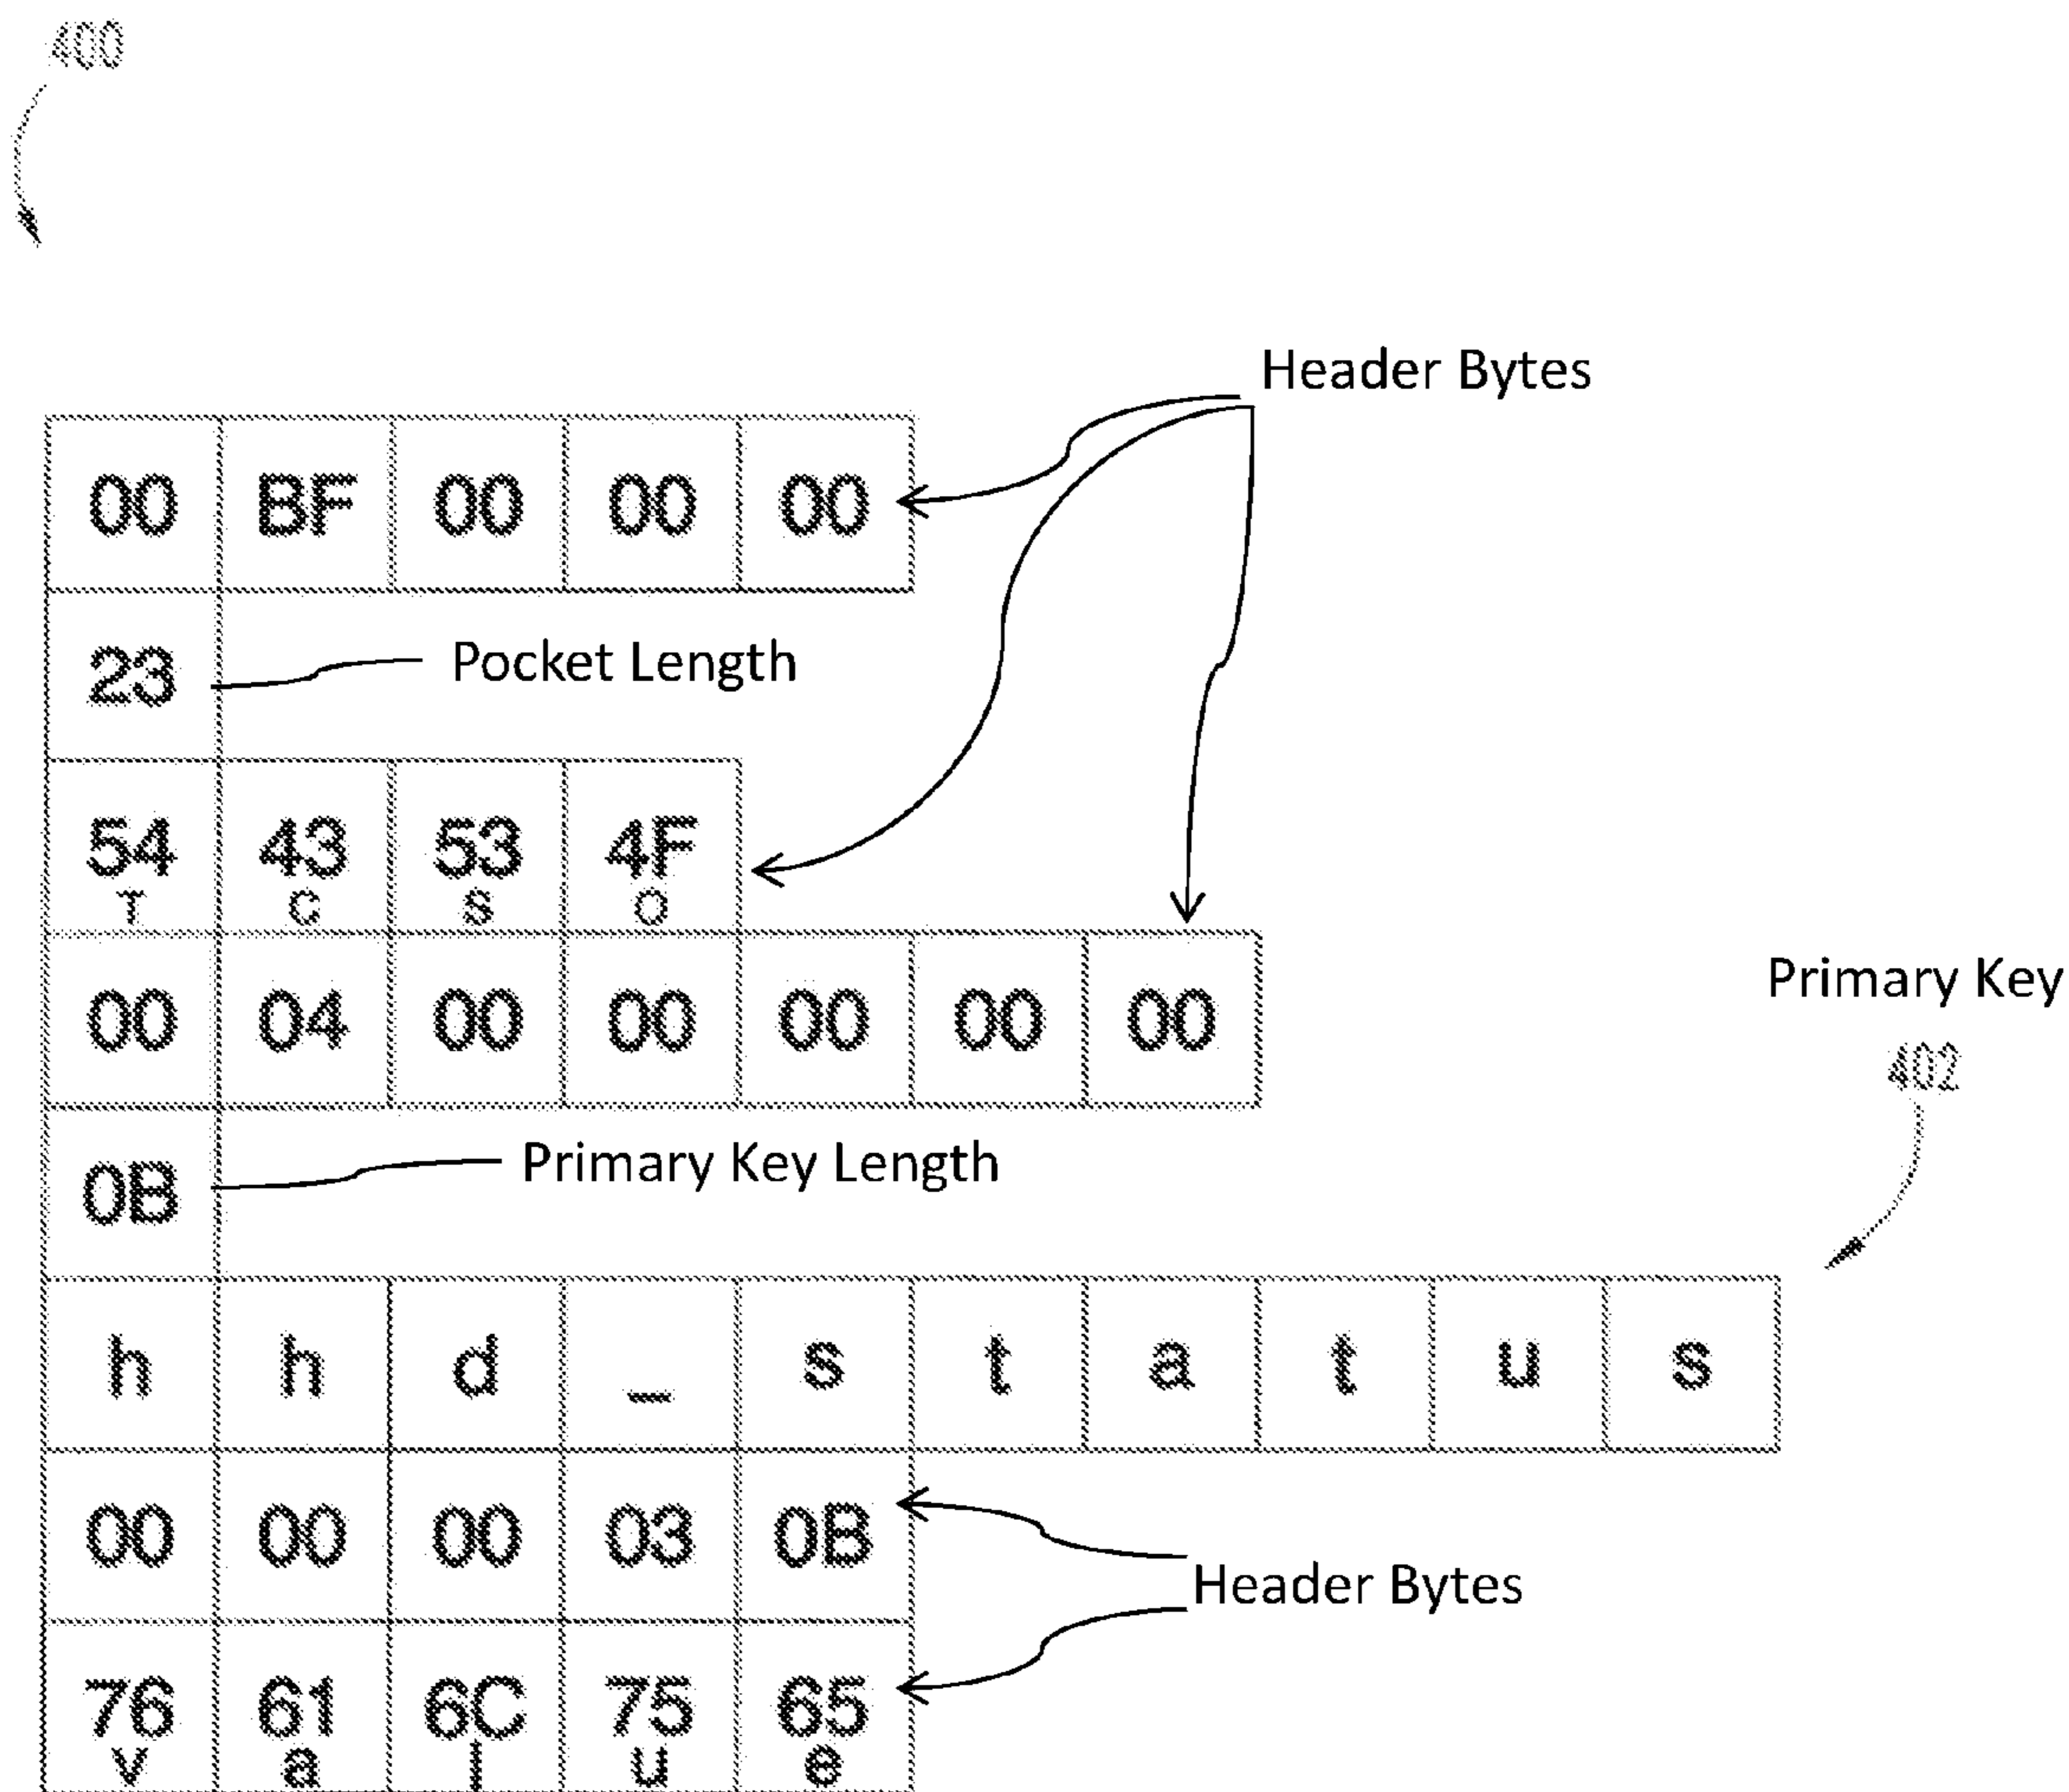 400
Header Bytes
00 BF 00 00 00
23 Pocket Length
54 43 53 4F
T C S O
00 04 00 00 00 00 00
Primary Key
402
0B Primary Key Length
h h d _ s t a t u s
00 00 00 03 0B
Header Bytes
76 61 6C 75 65
v a l u e